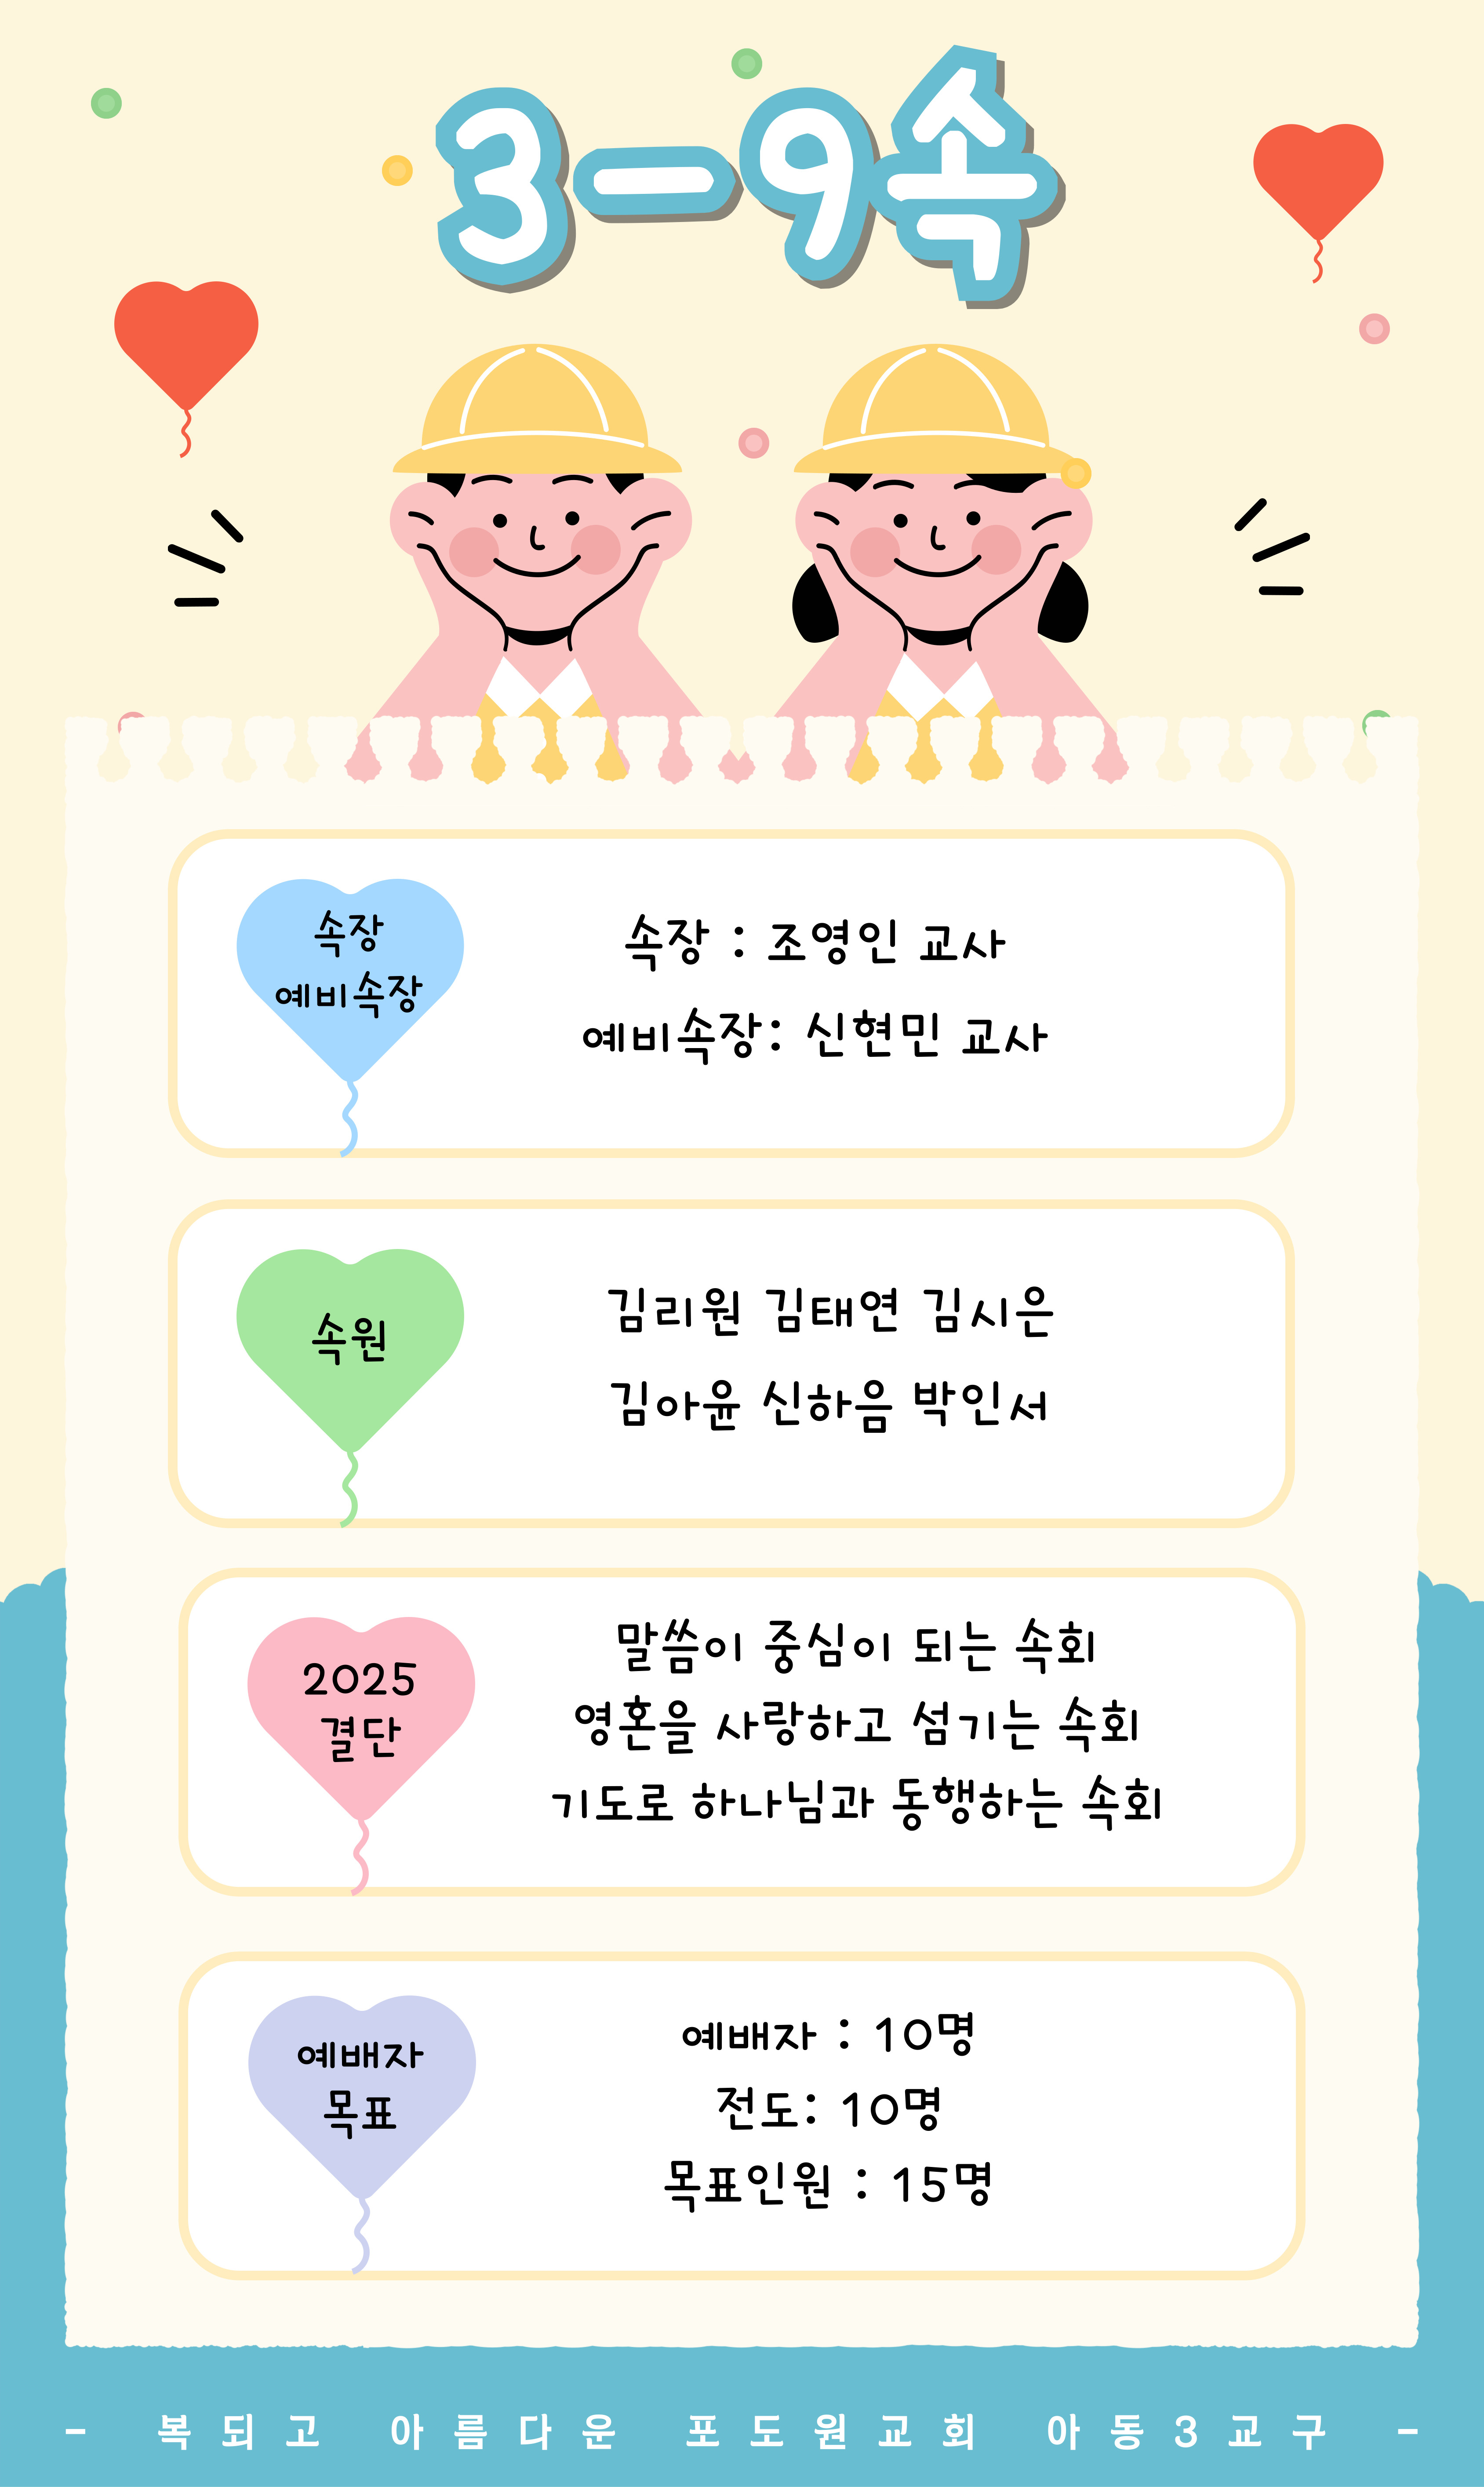 3-9속
속장
예비속장
속장 : 조영인 교사
예비속장: 신현민 교사
속원
김리원 김태연 김시은
김아윤 신하음 박인서
2025
결단
말씀이 중심이 되는 속회
영혼을 사랑하고 섬기는 속회
기도로 하나님과 동행하는 속회
예배자
목표
예배자 : 10명
전도: 10명
목표인원 : 15명
- 복되고 아름다운 포도원교회 아동3교구 -